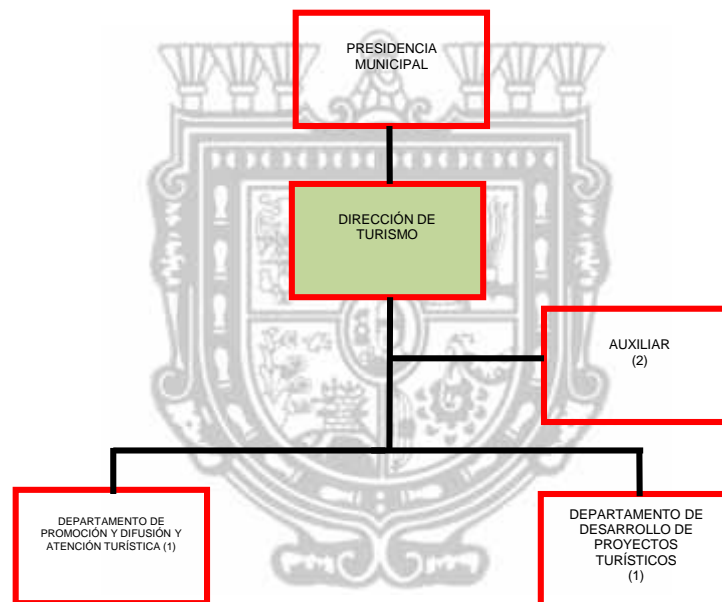 PRESIDENCIA
MUNICIPAL
DIRECCIÓN DE
TURISMO
AUXILIAR
(2)
DEPARTAMENTO DE
PROMOCIÓN Y DIFUSIÓN Y
ATENCIÓN TURÍSTICA (1)
DEPARTAMENTO DE
DESARROLLO DE
PROYECTOS
TURÍSTICOS
(1)